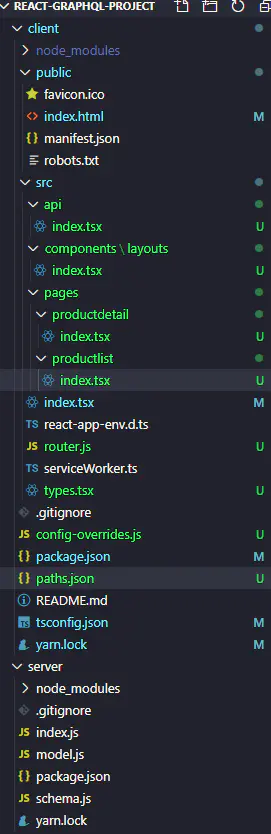 REACT-GRAPHQL-PROJECT
client
node_modules
public
favicon.ico
index.html M
manifest.json
robots.txt
src
api
index.tsx U
components \ layouts
index.tsx U
pages
productdetail
index.tsx U
productlist
index.tsx U
index.tsx M
TS react-app-env.d.ts
JS router.js U
TS serviceWorker.ts
types.tsx U
.gitignore
JS config-overrides.js U
{} package.json M
{} paths.json U
README.md
TS tsconfig.json M
yarn.lock M
server
node_modules
.gitignore
JS index.js
JS model.js
{} package.json
JS schema.js
yarn.lock